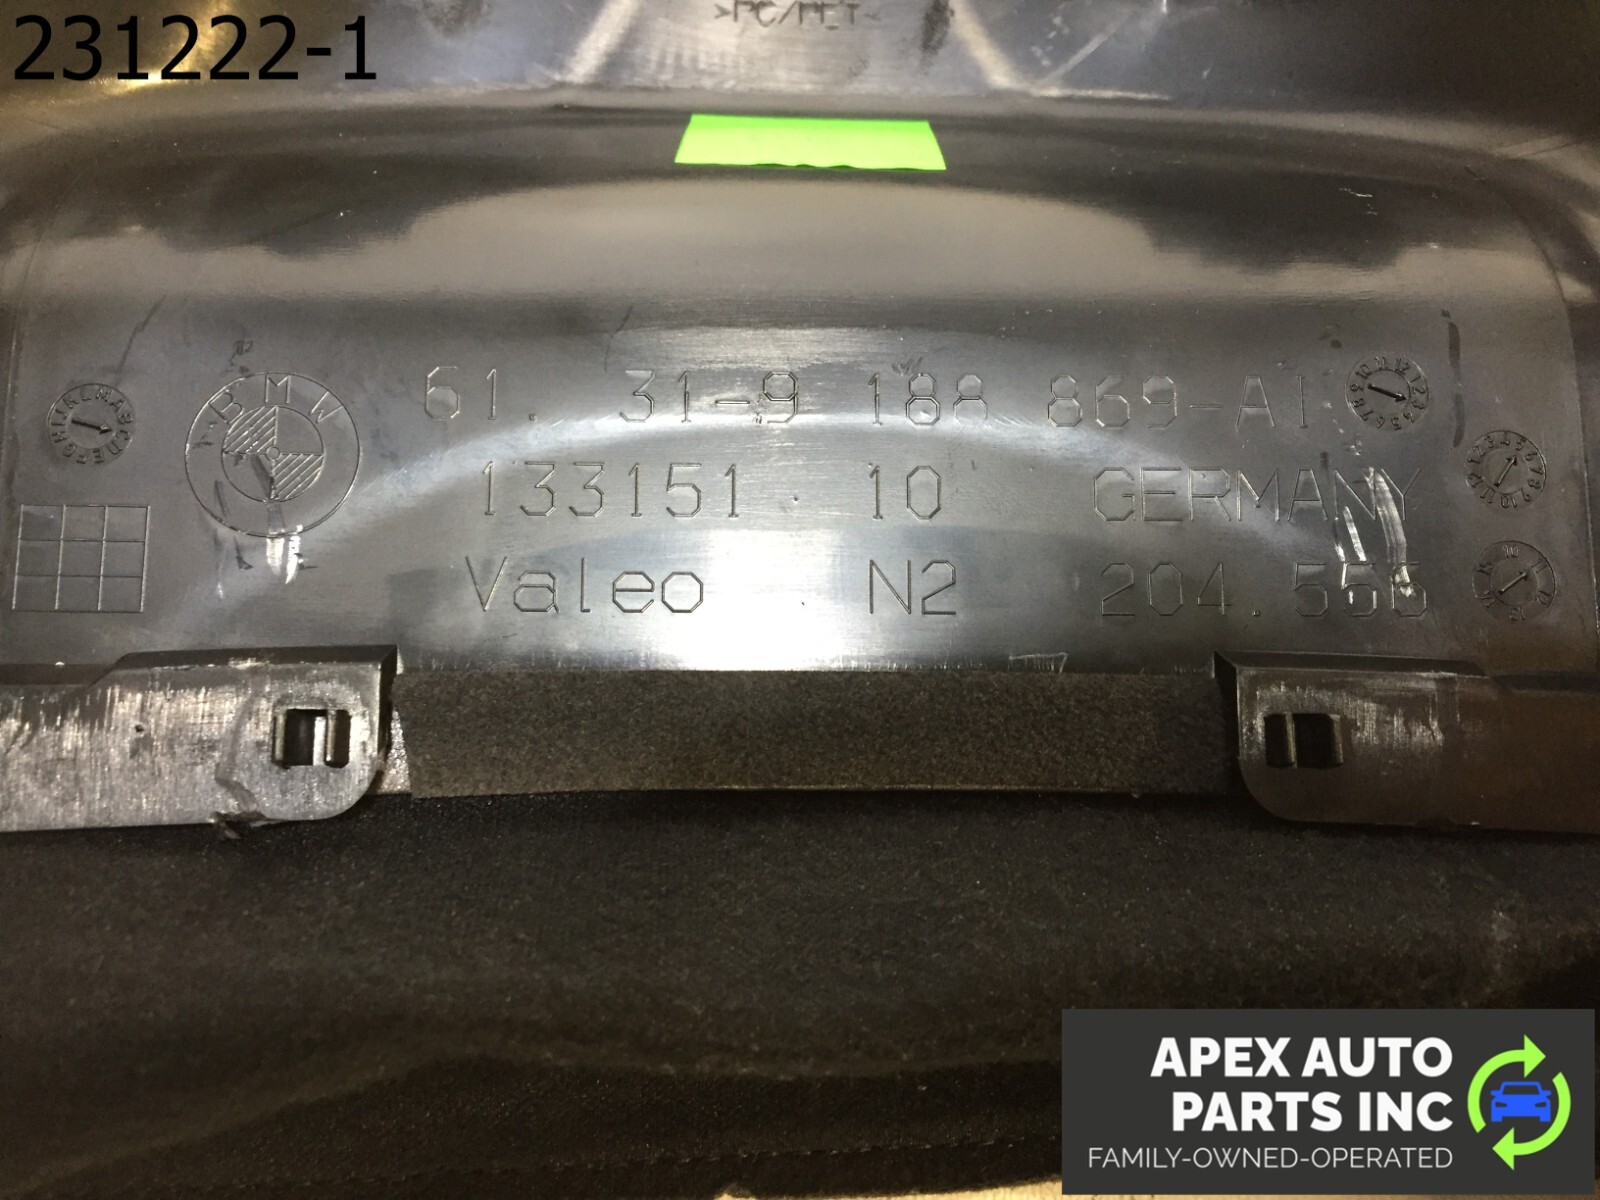 231222-1
>PC/PET<
BMW
61. 31-9 188 869-A1
133151 10 GERMANY
Valeo N2 204.566
APEX AUTO
PARTS INC
FAMILY-OWNED-OPERATED